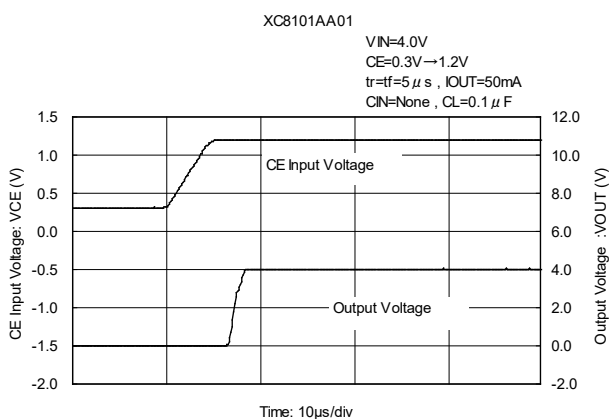 XC8101AA01
VIN=4.0V
CE=0.3V→1.2V
tr=tf=5μs , IOUT=50mA
CIN=None , CL=0.1μF
CE Input Voltage: VCE (V)
1.5
1.0
0.5
0.0
-0.5
-1.0
-1.5
-2.0
CE Input Voltage
Output Voltage
12.0
10.0
8.0
6.0
4.0
2.0
0.0
-2.0
Output Voltage :VOUT (V)
Time: 10μs/div